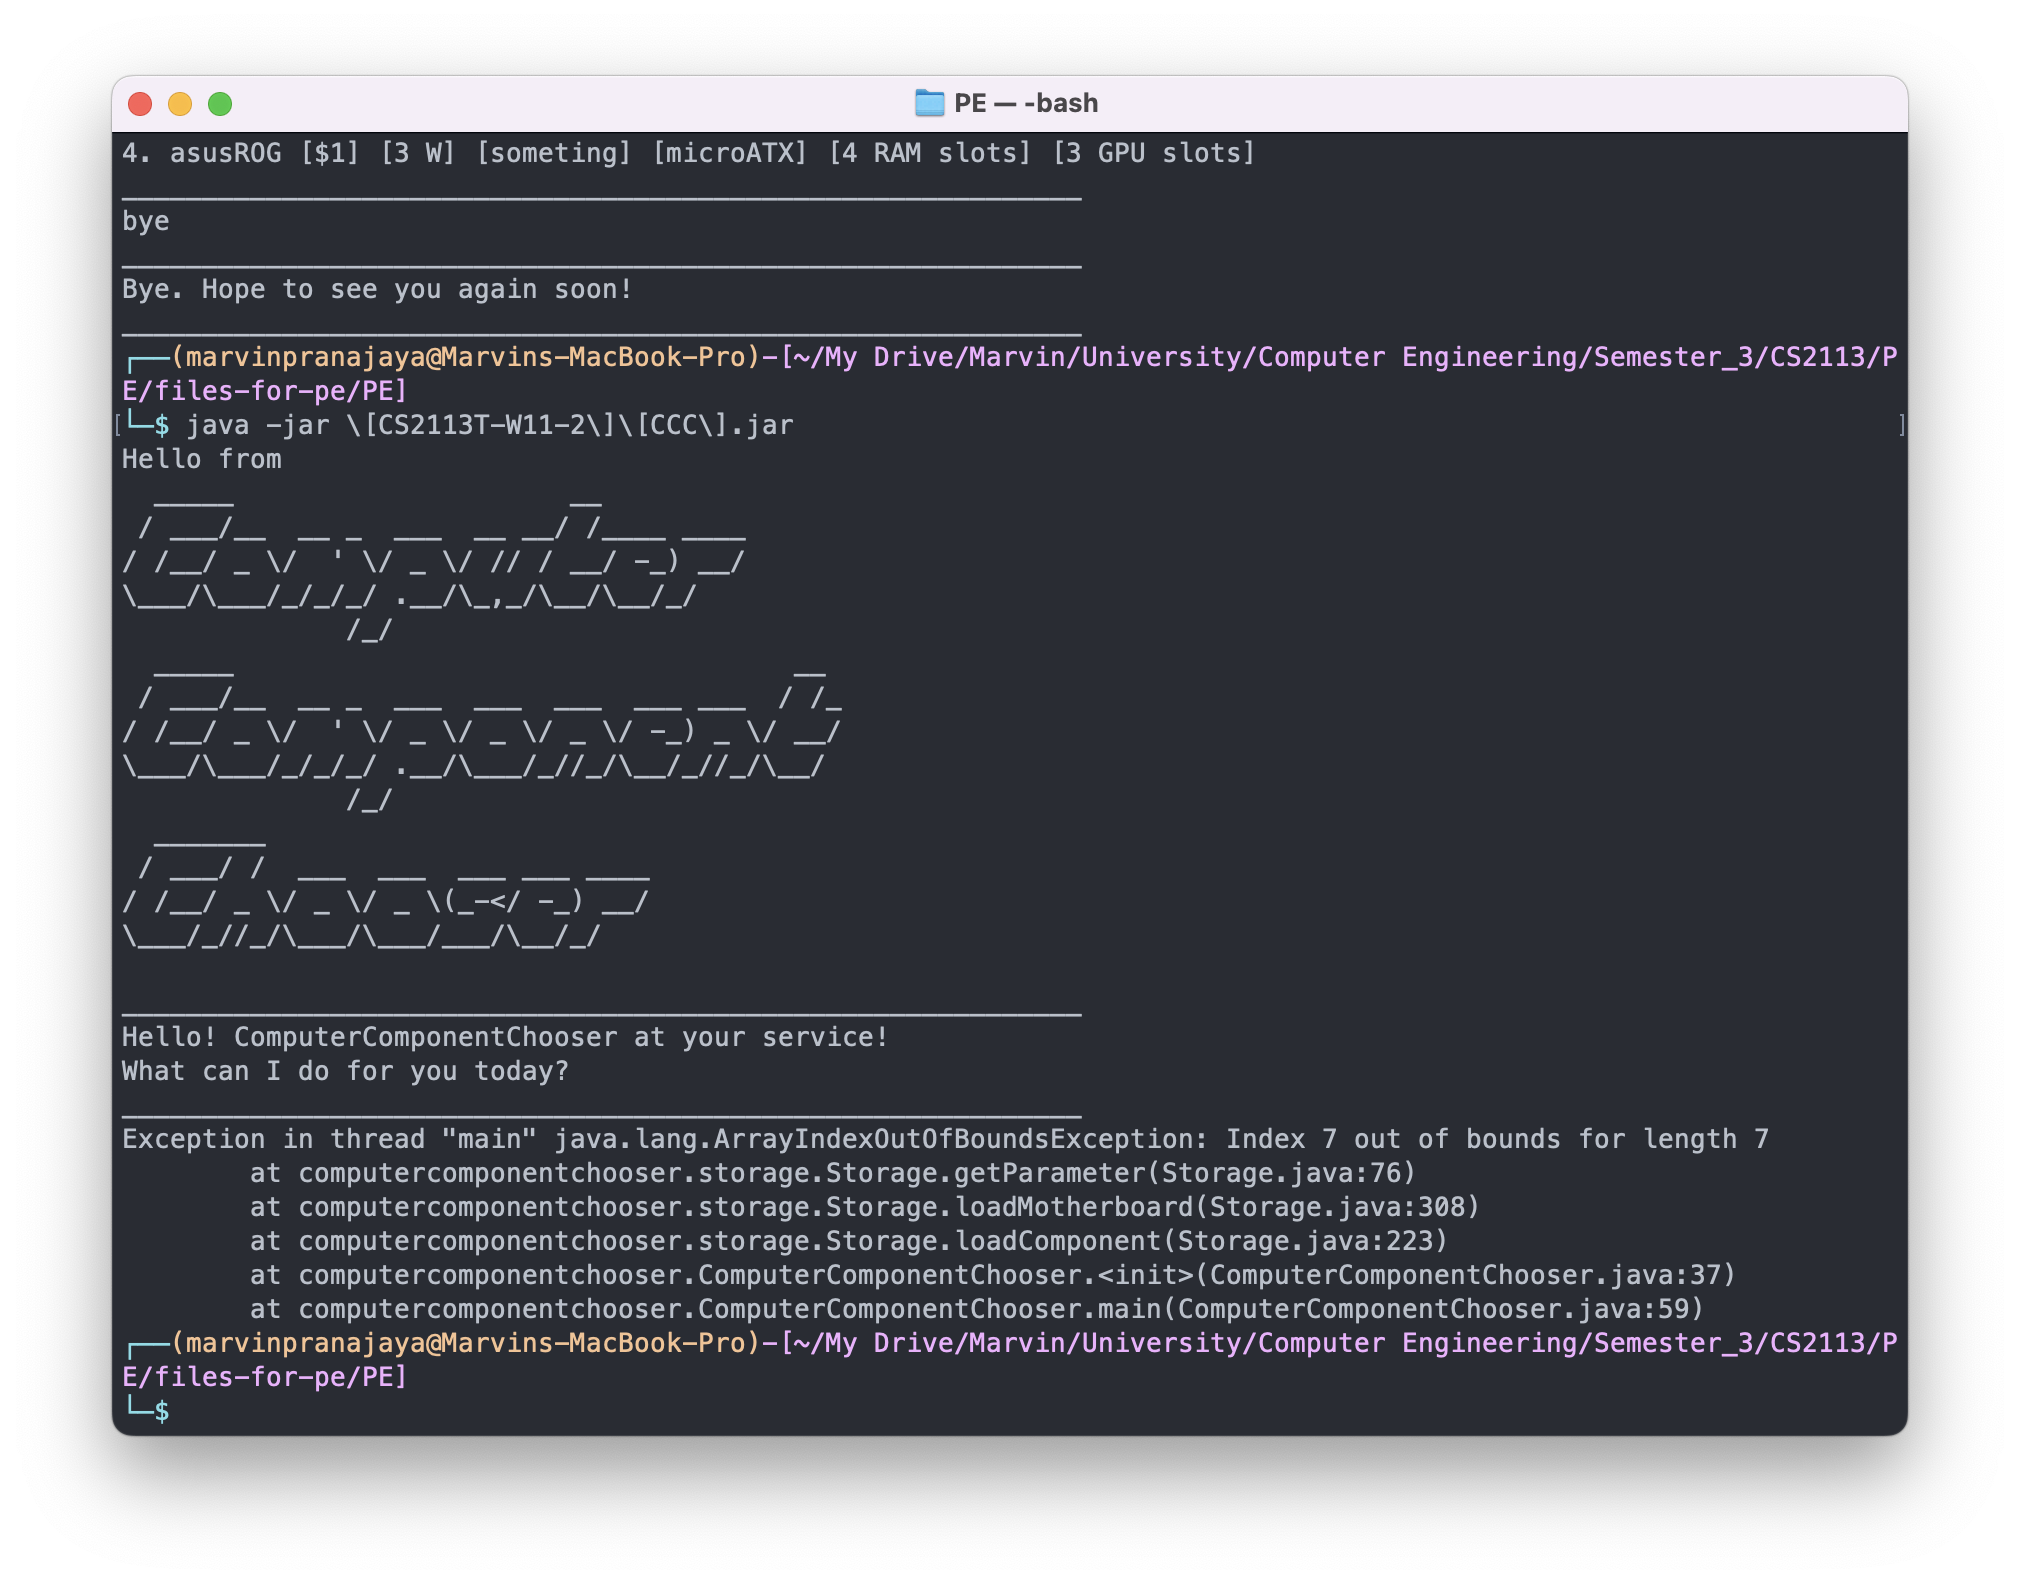 PE — -bash
4. asusROG [$1] [3 W] [someting] [microATX] [4 RAM slots] [3 GPU slots]
____________________________________________________________
bye
____________________________________________________________
Bye. Hope to see you again soon!
____________________________________________________________
┌──(marvinpranajaya@Marvins-MacBook-Pro)-[~/My Drive/Marvin/University/Computer Engineering/Semester_3/CS2113/P
E/files-for-pe/PE]
[└─$ java -jar \[CS2113T-W11-2\]\[CCC\].jar ]
Hello from
  _____                     __
 / ___/__  __ _  ___  __ __/ /____ ____
/ /__/ _ \/  ' \/ _ \/ // / __/ -_) __/
\___/\___/_/_/_/ .__/\_,_/\__/\__/_/
              /_/
  _____                                   __
 / ___/__  __ _  ___  ___  ___  ___ ___  / /_
/ /__/ _ \/  ' \/ _ \/ _ \/ _ \/ -_) _ \/ __/
\___/\___/_/_/_/ .__/\___/_//_/\__/_//_/\__/
              /_/
  _______
 / ___/ /  ___  ___  ___ ___ ____
/ /__/ _ \/ _ \/ _ \(_-</ -_) __/
\___/_//_/\___/\___/___/\__/_/
____________________________________________________________
Hello! ComputerComponentChooser at your service!
What can I do for you today?
____________________________________________________________
Exception in thread "main" java.lang.ArrayIndexOutOfBoundsException: Index 7 out of bounds for length 7
        at computercomponentchooser.storage.Storage.getParameter(Storage.java:76)
        at computercomponentchooser.storage.Storage.loadMotherboard(Storage.java:308)
        at computercomponentchooser.storage.Storage.loadComponent(Storage.java:223)
        at computercomponentchooser.ComputerComponentChooser.<init>(ComputerComponentChooser.java:37)
        at computercomponentchooser.ComputerComponentChooser.main(ComputerComponentChooser.java:59)
┌──(marvinpranajaya@Marvins-MacBook-Pro)-[~/My Drive/Marvin/University/Computer Engineering/Semester_3/CS2113/P
E/files-for-pe/PE]
└─$